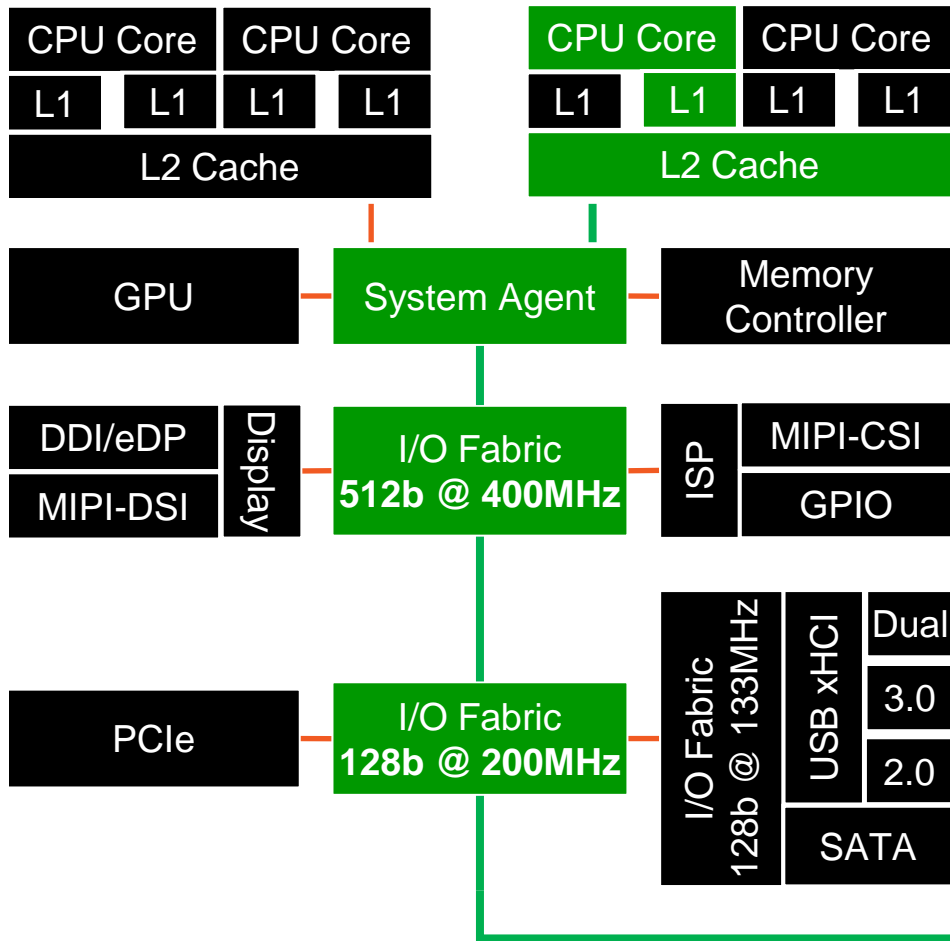 CPU Core
CPU Core
CPU Core
CPU Core
L1
L1
L1
L1
L1
L1
L1
L1
L2 Cache
L2 Cache
GPU
System Agent
Memory
Controller
DDI/eDP
MIPI-DSI
Display
I/O Fabric
512b @ 400MHz
ISP
MIPI-CSI
GPIO
PCIe
I/O Fabric
128b @ 200MHz
I/O Fabric
128b @ 133MHz
USB xHCI
Dual
3.0
2.0
SATA